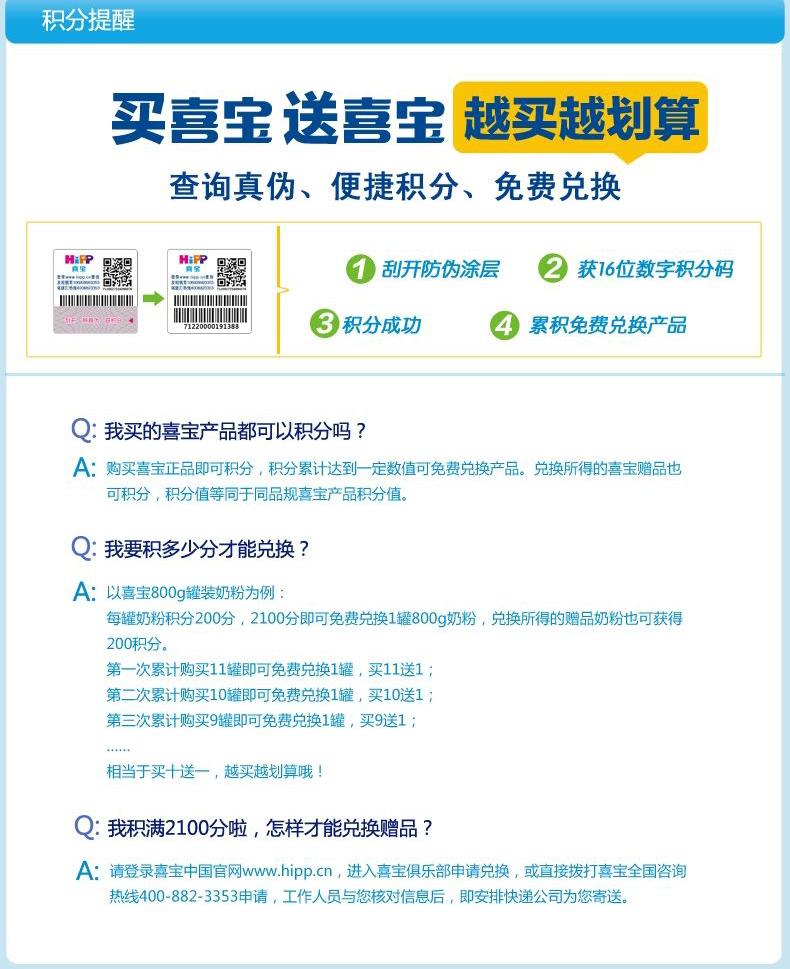 积分提醒
买喜宝 送喜宝 越买越划算
查询真伪、便捷积分、免费兑换
HiPP HiPP
喜宝 喜宝
71220000191388
1 刮开防伪涂层 2 获16位数字积分码
3 积分成功 4 累积免费兑换产品
Q: 我买的喜宝产品都可以积分吗？
A: 购买喜宝正品即可积分，积分累计达到一定数值可免费兑换产品。兑换所得的喜宝赠品也
可积分，积分值等同于同品规喜宝产品积分值。
Q: 我要积多少分才能兑换？
A: 以喜宝800g罐装奶粉为例：
每罐奶粉积分200分，2100分即可免费兑换1罐800g奶粉，兑换所得的赠品奶粉也可获得
200积分。
第一次累计购买11罐即可免费兑换1罐，买11送1；
第二次累计购买10罐即可免费兑换1罐，买10送1；
第三次累计购买9罐即可免费兑换1罐，买9送1；
......
相当于买十送一，越买越划算哦！
Q: 我积满2100分啦，怎样才能兑换赠品？
A: 请登录喜宝中国官网www.hipp.cn，进入喜宝俱乐部申请兑换，或直接拨打喜宝全国咨询
热线400-882-3353申请，工作人员与您核对信息后，即安排快递公司为您寄送。